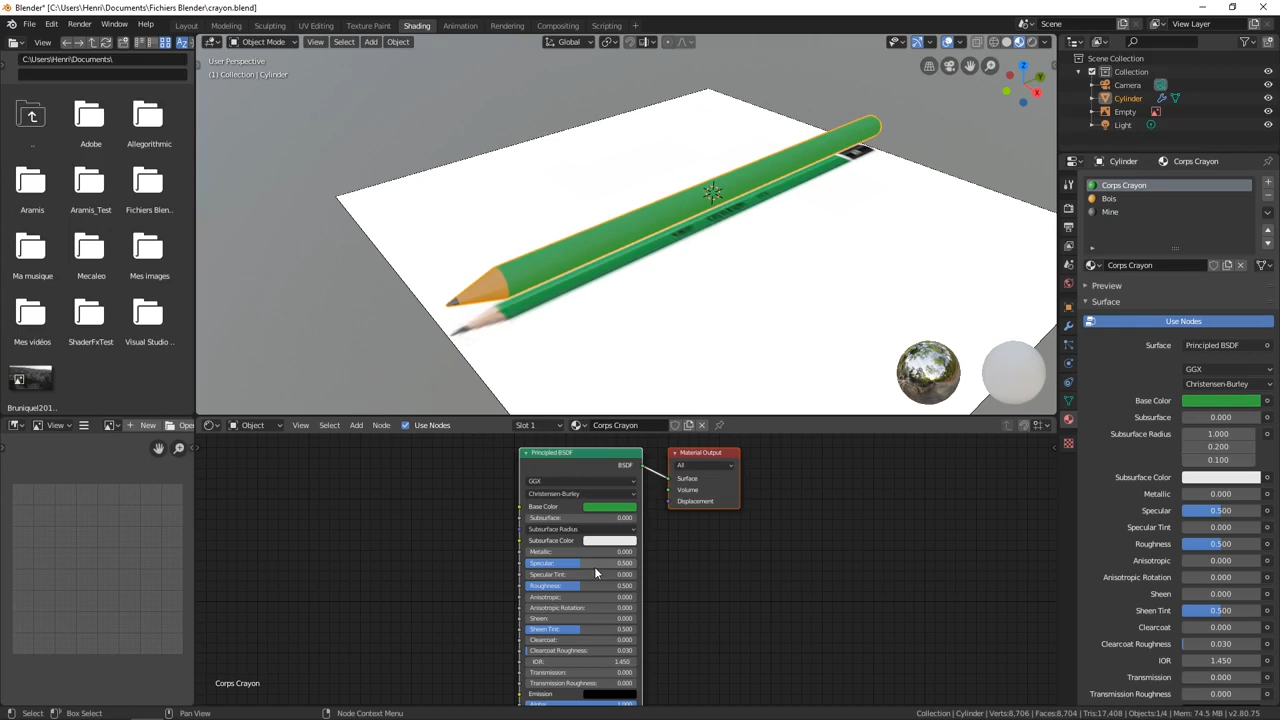 Blender* [C:\Users\Henri\Documents\Fichiers Blender\crayon.blend]
File Edit Render Window Help Layout Modeling Sculpting UV Editing Texture Paint Shading Animation Rendering Compositing Scripting + Scene View Layer
View
Object Mode View Select Add Object Global
C:\Users\Henri\Documents\
User Perspective
(1) Collection | Cylinder
Z
Y
X
Scene Collection
Collection
Camera
Cylinder
Empty
Light
..
Adobe
Allegorithmic
Aramis
Aramis_Test
Fichiers Blen..
Ma musique
Mecaleo
Mes images
Mes vidéos
ShaderFxTest
Visual Studio ..
Bruniquel201..
Cylinder Corps Crayon
Corps Crayon
Bois
Mine
Corps Crayon
Preview
Surface
Use Nodes
Surface Principled BSDF
GGX
Christensen-Burley
Base Color
Subsurface 0.000
Subsurface Radius 1.000
0.200
0.100
Subsurface Color
Metallic 0.000
Specular 0.500
Specular Tint 0.000
Roughness 0.500
Anisotropic 0.000
Anisotropic Rotation 0.000
Sheen 0.000
Sheen Tint 0.500
Clearcoat 0.000
Clearcoat Roughness 0.030
IOR 1.450
Transmission 0.000
Transmission Roughness 0.000
View + New Open
Object View Select Add Node Use Nodes Slot 1 Corps Crayon
Principled BSDF
BSDF
GGX
Christensen-Burley
Base Color
Subsurface: 0.000
Subsurface Radius
Subsurface Color
Metallic: 0.000
Specular: 0.500
Specular Tint: 0.000
Roughness: 0.500
Anisotropic: 0.000
Anisotropic Rotation: 0.000
Sheen: 0.000
Sheen Tint: 0.500
Clearcoat: 0.000
Clearcoat Roughness: 0.030
IOR: 1.450
Transmission: 0.000
Transmission Roughness: 0.000
Emission
Alpha: 1.000
Material Output
All
Surface
Volume
Displacement
Corps Crayon
Select Box Select Pan View Node Context Menu Collection | Cylinder | Verts:8,706 | Faces:8,704 | Tris:17,408 | Objects:1/4 | Mem: 74.5 MB | v2.80.75